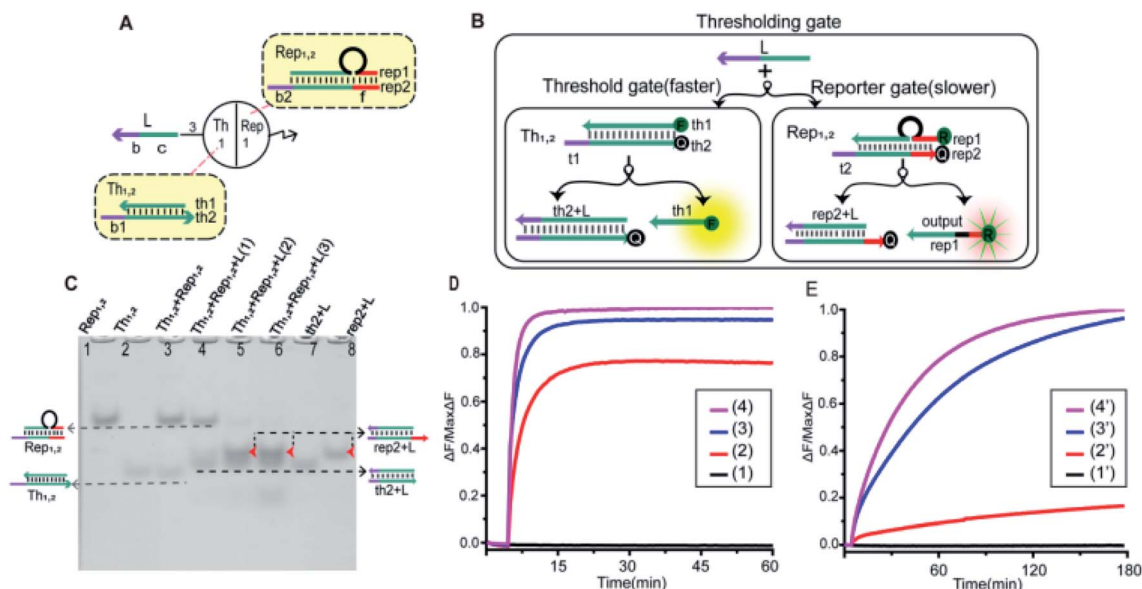 A
Rep₁,₂
rep1
rep2
b2
f
L
b c
3
Th
1
Rep
1
Th₁,₂
th1
th2
b1
B
Thresholding gate
L
+
Threshold gate(faster)
Reporter gate(slower)
Th₁,₂
F
th1
Q
th2
t1
th2+L
Q
th1
F
Rep₁,₂
R
rep1
Q
rep2
t2
rep2+L
Q
output
rep1
R
C
Rep₁,₂
Th₁,₂
Th₁,₂+Rep₁,₂
Th₁,₂+Rep₁,₂+L(1)
Th₁,₂+Rep₁,₂+L(2)
Th₁,₂+Rep₁,₂+L(3)
th2+L
rep2+L
1 2 3 4 5 6 7 8
Rep₁,₂
Th₁,₂
rep2+L
th2+L
D
ΔF/MaxΔF
1.0
0.8
0.6
0.4
0.2
0.0
(4)
(3)
(2)
(1)
0 15 30 45 60
Time(min)
E
ΔF/MaxΔF
1.0
0.8
0.6
0.4
0.2
0.0
(4')
(3')
(2')
(1')
0 60 120 180
Time(min)